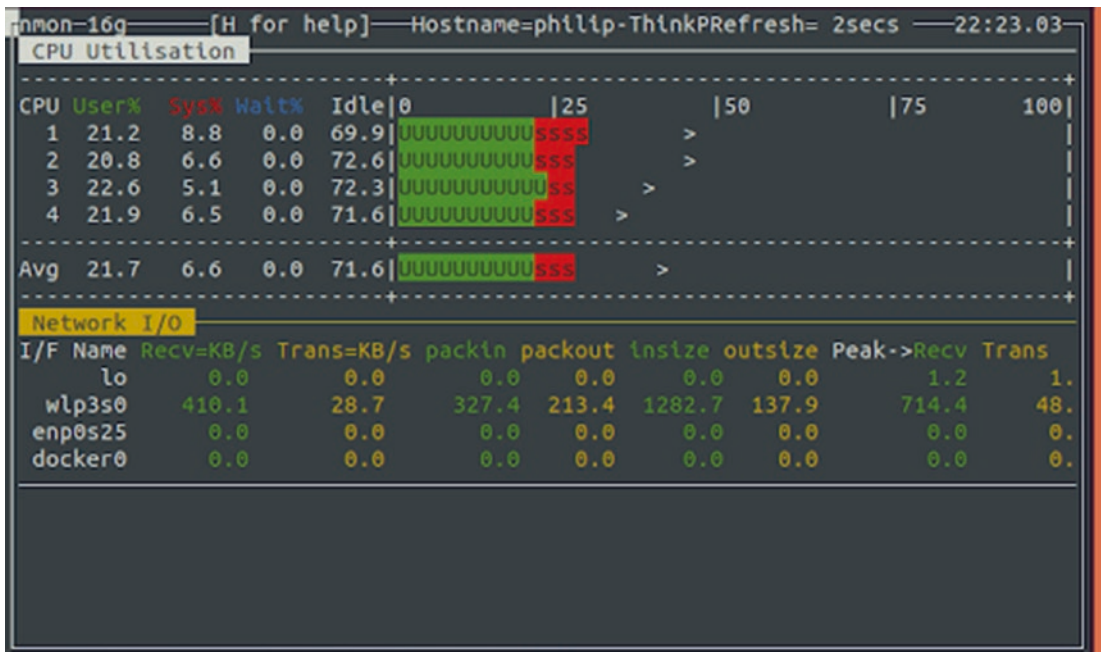 nmon─16g─────[H for help]──Hostname=philip-ThinkPRefresh= 2secs ──22:23.03─
CPU Utilisation
---------------------------+-------------------------------------------------+
CPU User% Sys% Wait% Idle|0 |25 |50 |75 100|
1 21.2 8.8 0.0 69.9|UUUUUUUUUUssss > |
2 20.8 6.6 0.0 72.6|UUUUUUUUUUsss > |
3 22.6 5.1 0.0 72.3|UUUUUUUUUUUss > |
4 21.9 6.5 0.0 71.6|UUUUUUUUUUsss > |
---------------------------+-------------------------------------------------+
Avg 21.7 6.6 0.0 71.6|UUUUUUUUUUsss > |
---------------------------+-------------------------------------------------+
Network I/O
I/F Name Recv=KB/s Trans=KB/s packin packout insize outsize Peak->Recv Trans
lo 0.0 0.0 0.0 0.0 0.0 0.0 1.2 1.
wlp3s0 410.1 28.7 327.4 213.4 1282.7 137.9 714.4 48.
enp0s25 0.0 0.0 0.0 0.0 0.0 0.0 0.0 0.
docker0 0.0 0.0 0.0 0.0 0.0 0.0 0.0 0.